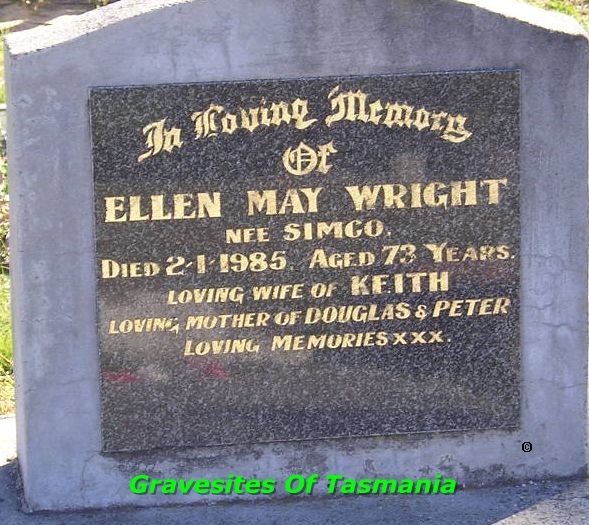 In Loving Memory
Of
ELLEN MAY WRIGHT
NEE SIMCO.
DIED 2-1-1985. AGED 73 YEARS.
LOVING WIFE OF KEITH
LOVING MOTHER OF DOUGLAS & PETER
LOVING MEMORIES XXX.
©
Gravesites Of Tasmania